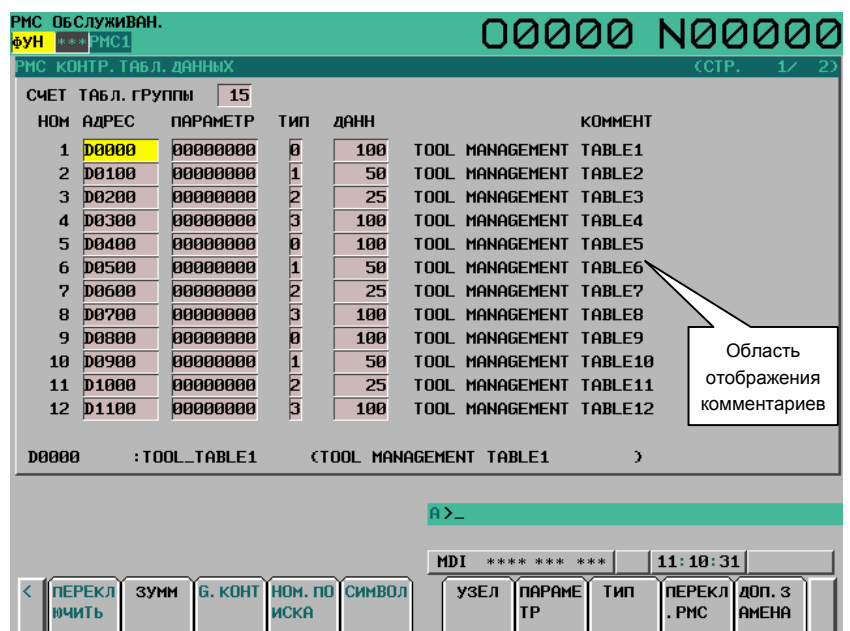 РМС ОБСЛУЖИВАН.
ФУН *** РМС1
O0000 N00000
РМС КОНТР. ТАБЛ. ДАННЫХ (СТР. 1/ 2)
СЧЕТ ТАБЛ. ГРУППЫ 15
НОМ АДРЕС ПАРАМЕТР ТИП ДАНН КОММЕНТ
1 D0000 00000000 0 100 TOOL MANAGEMENT TABLE1
2 D0100 00000000 1 50 TOOL MANAGEMENT TABLE2
3 D0200 00000000 2 25 TOOL MANAGEMENT TABLE3
4 D0300 00000000 3 100 TOOL MANAGEMENT TABLE4
5 D0400 00000000 0 100 TOOL MANAGEMENT TABLE5
6 D0500 00000000 1 50 TOOL MANAGEMENT TABLE6
7 D0600 00000000 2 25 TOOL MANAGEMENT TABLE7
8 D0700 00000000 3 100 TOOL MANAGEMENT TABLE8
9 D0800 00000000 0 100 TOOL MANAGEMENT TABLE9
10 D0900 00000000 1 50 TOOL MANAGEMENT TABLE10
11 D1000 00000000 2 25 TOOL MANAGEMENT TABLE11
12 D1100 00000000 3 100 TOOL MANAGEMENT TABLE12
Область
отображения
комментариев
D0000 :TOOL_TABLE1 (TOOL MANAGEMENT TABLE1 )
A>_
MDI **** *** *** 11:10:31
< ПЕРЕКЛ ЗУММ G. КОНТ НОМ. ПО СИМВОЛ УЗЕЛ ПАРАМЕ ТИП ПЕРЕКЛ ДОП. З
ЮЧИТЬ ИСКА ТР . РМС АМЕНА